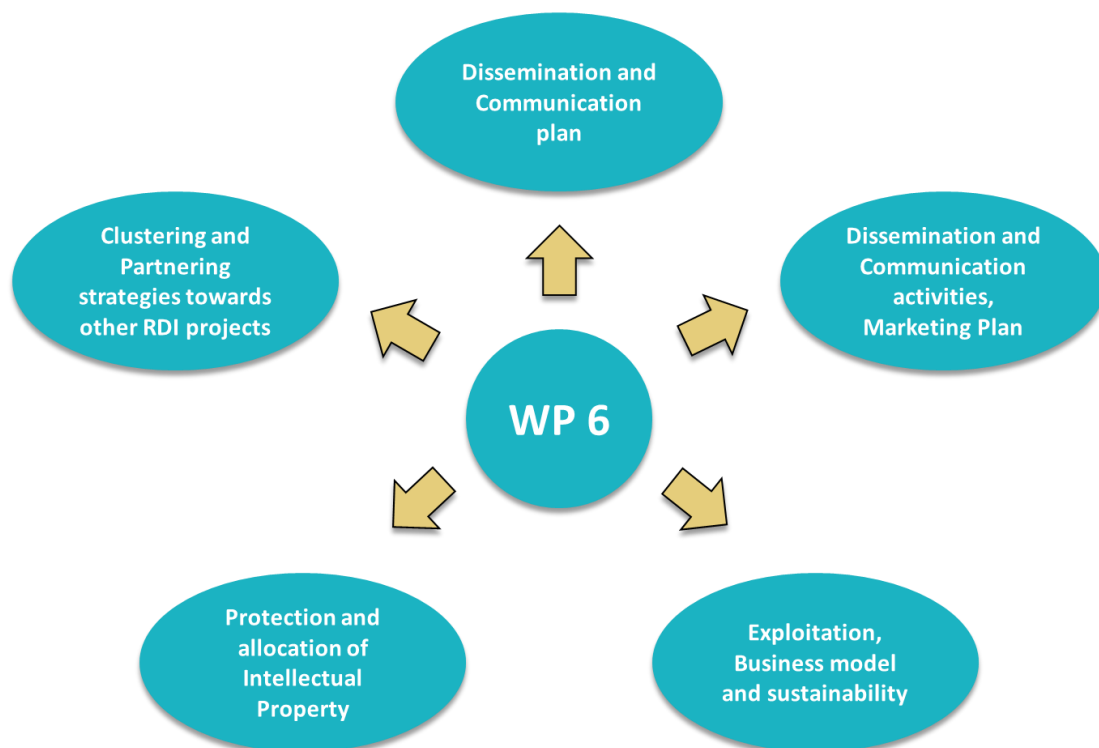 Dissemination and
Communication
plan
Clustering and
Partnering
strategies towards
other RDI projects
Dissemination and
Communication
activities,
Marketing Plan
WP 6
Protection and
allocation of
Intellectual
Property
Exploitation,
Business model
and sustainability